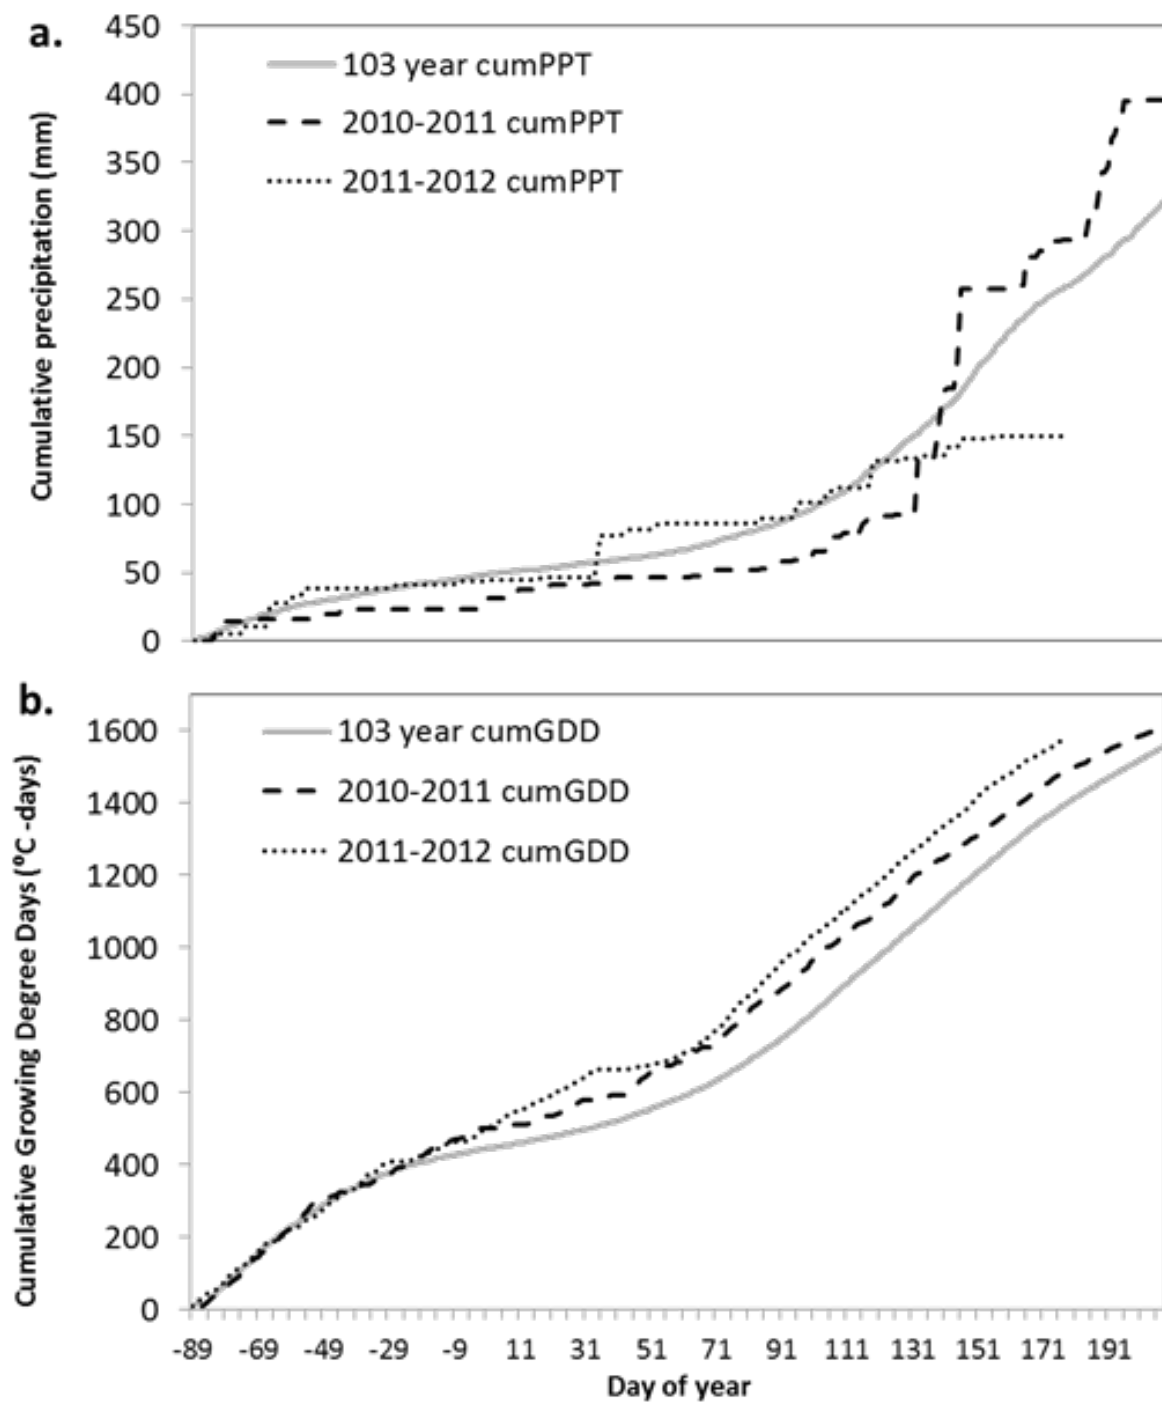 a.
Cumulative precipitation (mm)
450
400
350
300
250
200
150
100
50
0
103 year cumPPT
2010-2011 cumPPT
2011-2012 cumPPT
b.
Cumulative Growing Degree Days (°C -days)
1600
1400
1200
1000
800
600
400
200
0
103 year cumGDD
2010-2011 cumGDD
2011-2012 cumGDD
-89 -69 -49 -29 -9 11 31 51 71 91 111 131 151 171 191
Day of year